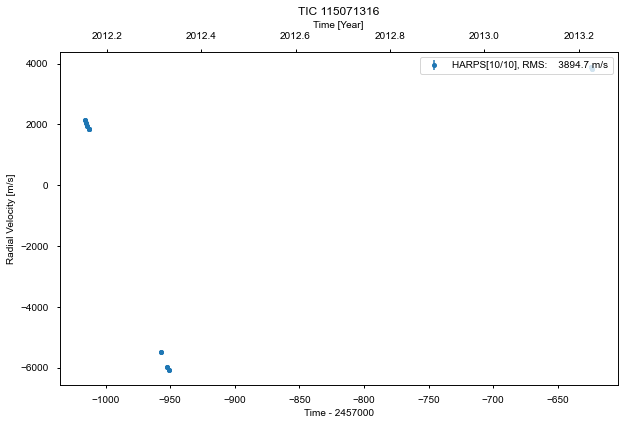 TIC 115071316
Time [Year]
2012.2 2012.4 2012.6 2012.8 2013.0 2013.2
HARPS[10/10], RMS: 3894.7 m/s
4000
2000
0
−2000
−4000
−6000
Radial Velocity [m/s]
−1000 −950 −900 −850 −800 −750 −700 −650
Time - 2457000